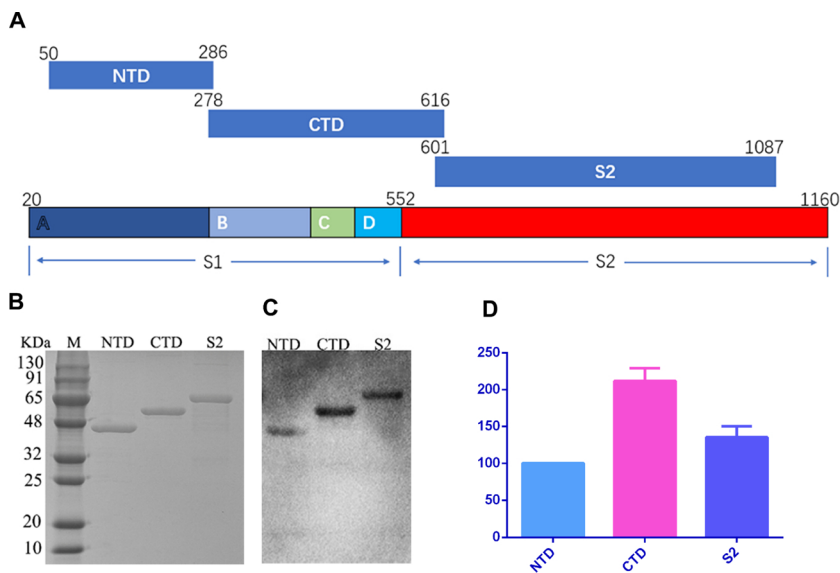 A
50 286
NTD
278 616
CTD
601 1087
S2
20 552 1160
A B C D
S1 S2
B
KDa M NTD CTD S2
130
91
65
48
32
25
20
10
C
NTD CTD S2
D
250
200
150
100
50
0
NTD CTD S2